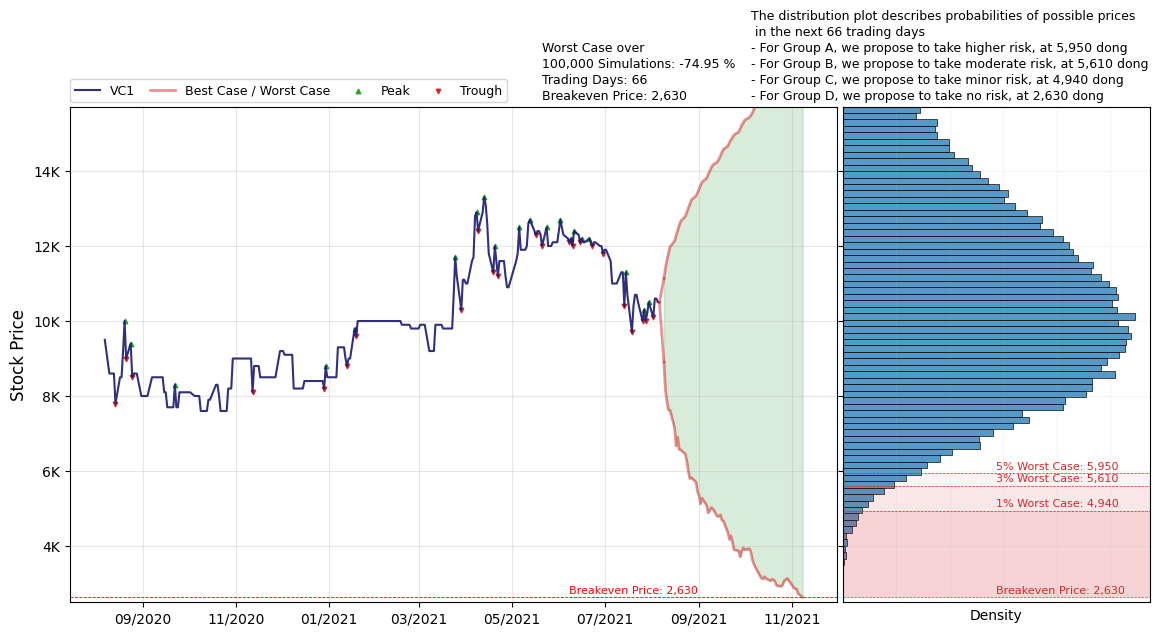 The distribution plot describes probabilities of possible prices
in the next 66 trading days
- For Group A, we propose to take higher risk, at 5,950 dong
- For Group B, we propose to take moderate risk, at 5,610 dong
- For Group C, we propose to take minor risk, at 4,940 dong
- For Group D, we propose to take no risk, at 2,630 dong
Worst Case over
100,000 Simulations: -74.95 %
Trading Days: 66
Breakeven Price: 2,630
VC1
Best Case / Worst Case
Peak
Trough
Stock Price
14K
12K
10K
8K
6K
4K
Breakeven Price: 2,630
09/2020
11/2020
01/2021
03/2021
05/2021
07/2021
09/2021
11/2021
5% Worst Case: 5,950
3% Worst Case: 5,610
1% Worst Case: 4,940
Breakeven Price: 2,630
Density